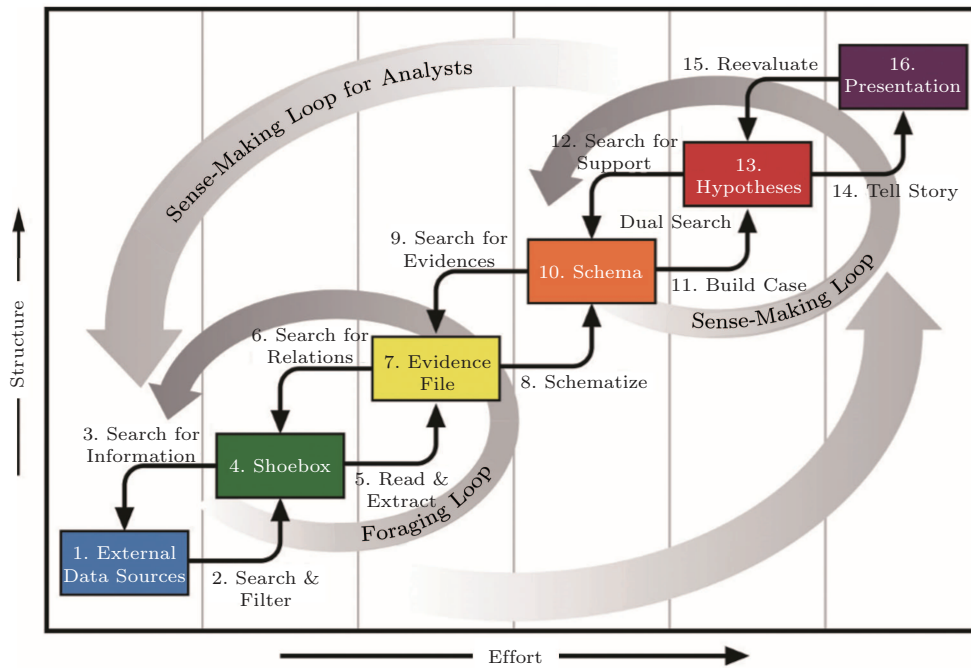 15. Reevaluate
16.
Presentation
Sense-Making Loop for Analysts
12. Search for
Support
13.
Hypotheses
14. Tell Story
Dual Search
9. Search for
Evidences
10. Schema
11. Build Case
Sense-Making Loop
6. Search for
Relations
7. Evidence
File
8. Schematize
3. Search for
Information
4. Shoebox
5. Read &
Extract
Foraging Loop
1. External
Data Sources
2. Search &
Filter
Structure
Effort